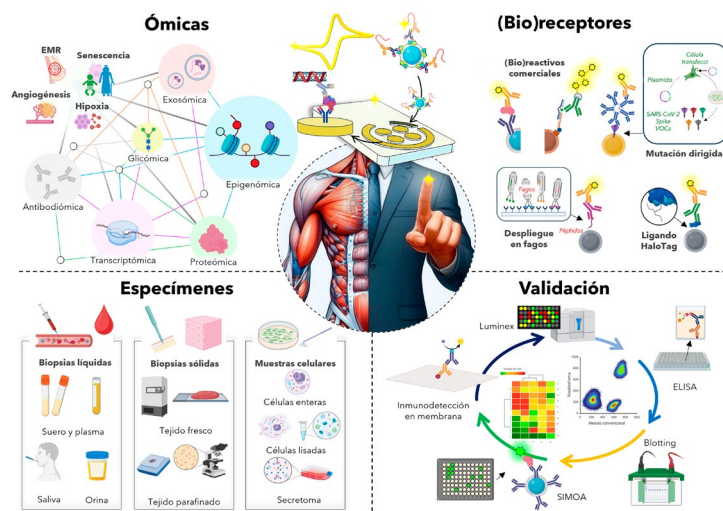 Ómicas
EMR
Senescencia
Angiogénesis
Hipoxia
Exosómica
Glicómica
Epigenómica
Antibodiómica
Transcriptómica
Proteómica
(Bio)receptores
(Bio)reactivos
comerciales
Célula
transfecci
Plasmido
SARS-CoV-2
Spike
VOCs
Mutación dirigida
Fagos
Péptidos
Despliegue
en fagos
Ligando
HaloTag
Especímenes
Biopsias líquidas
Suero y plasma
Saliva
Orina
Biopsias sólidas
Tejido fresco
Tejido parafinado
Muestras celulares
Células enteras
Células lisadas
Secretoma
Validación
Luminex
ELISA
Inmunodetección
en membrana
Metodo convencional
Blotting
SIMOA